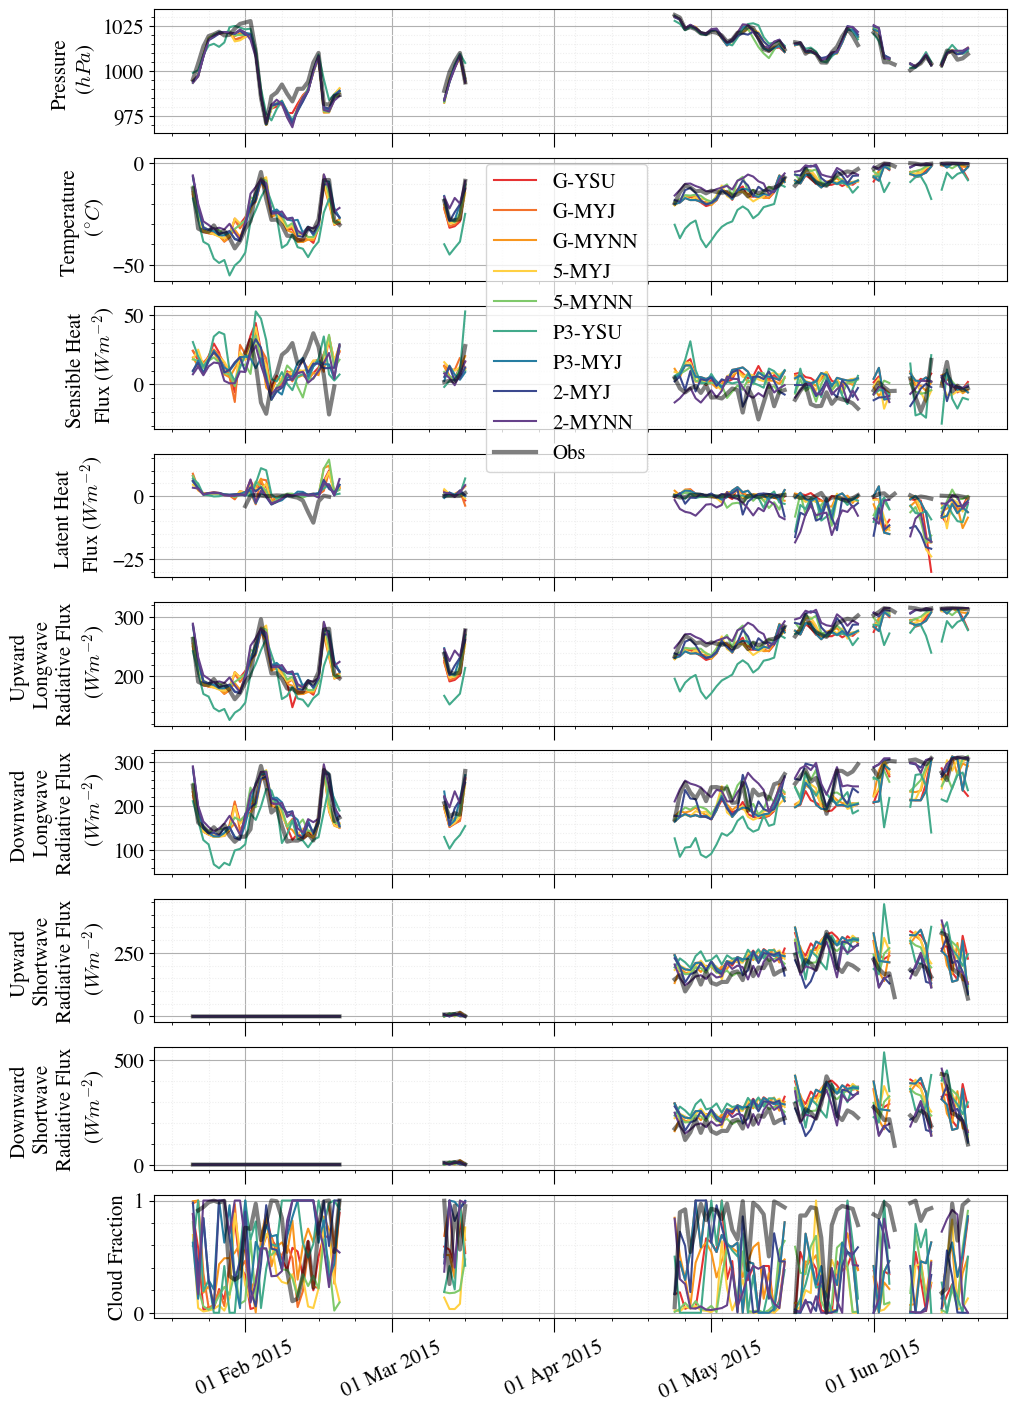 Pressure
(hPa)
1025
1000
975
Temperature
(°C)
0
−50
Sensible Heat
Flux (Wm⁻²)
50
0
Latent Heat
Flux (Wm⁻²)
0
−25
Upward
Longwave
Radiative Flux
(Wm⁻²)
300
200
Downward
Longwave
Radiative Flux
(Wm⁻²)
300
200
100
Upward
Shortwave
Radiative Flux
(Wm⁻²)
250
0
Downward
Shortwave
Radiative Flux
(Wm⁻²)
500
0
Cloud Fraction
1
0
G-YSU
G-MYJ
G-MYNN
5-MYJ
5-MYNN
P3-YSU
P3-MYJ
2-MYJ
2-MYNN
Obs
01 Feb 2015
01 Mar 2015
01 Apr 2015
01 May 2015
01 Jun 2015